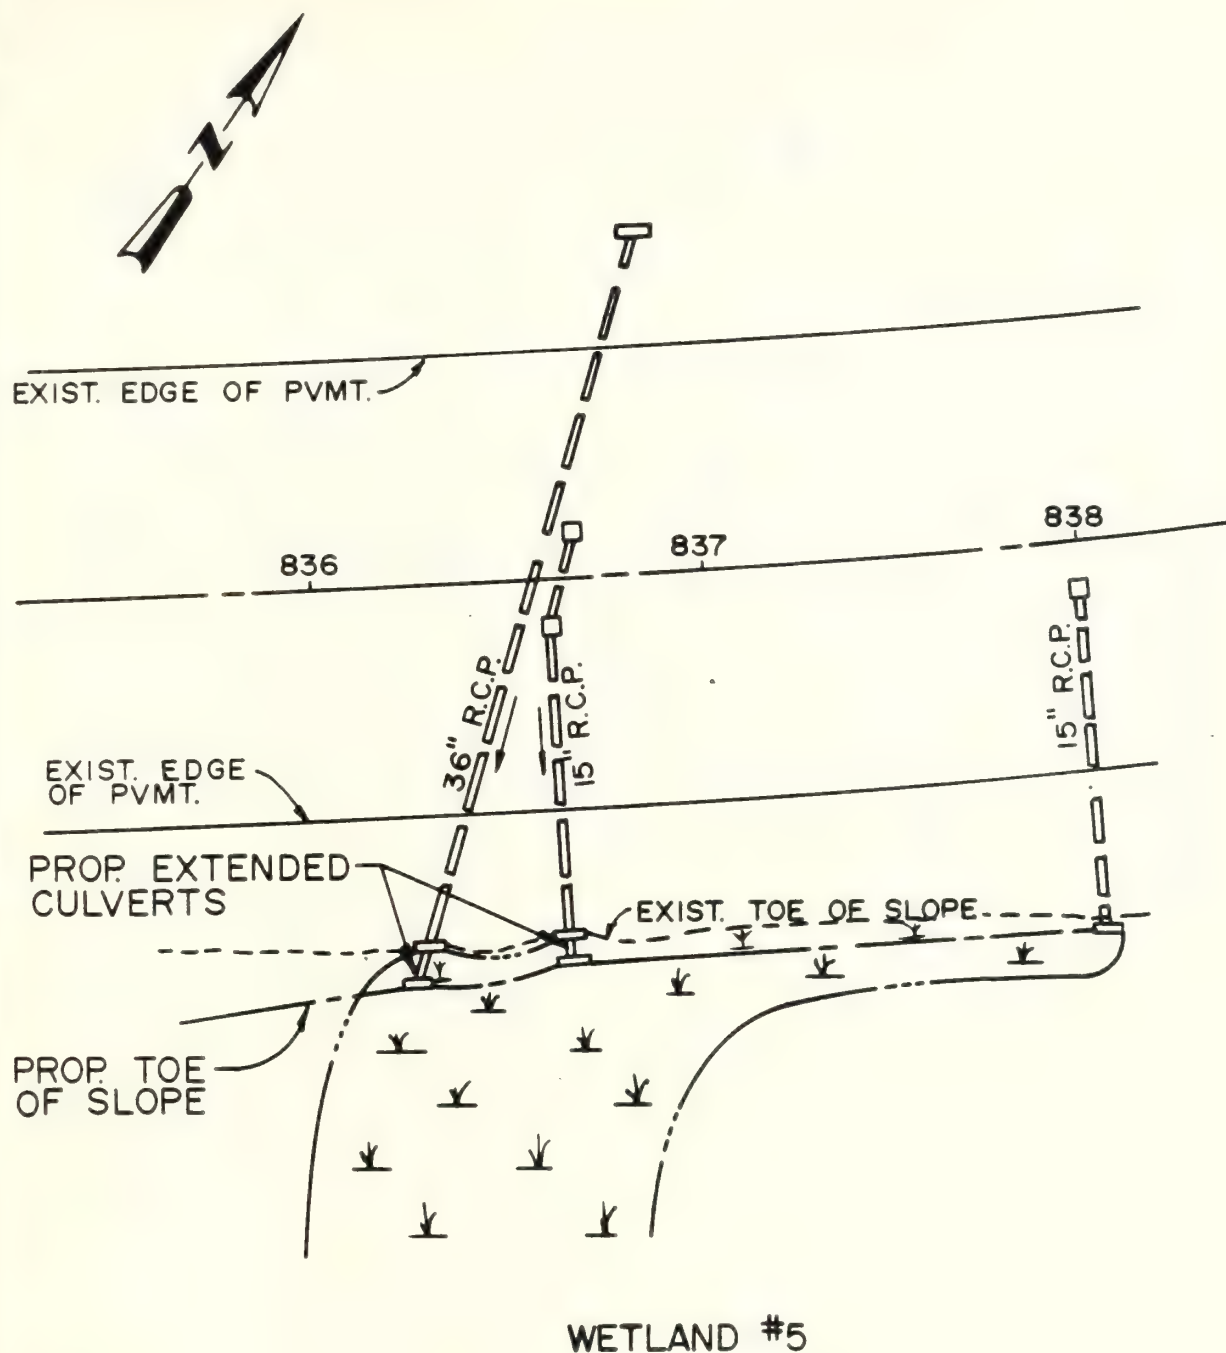 N
EXIST. EDGE OF PVMT.
836
837
838
36" R.C.P.
15" R.C.P.
15" R.C.P.
EXIST. EDGE
OF PVMT.
PROP. EXTENDED
CULVERTS
EXIST. TOE OF SLOPE
PROP. TOE
OF SLOPE
WETLAND #5